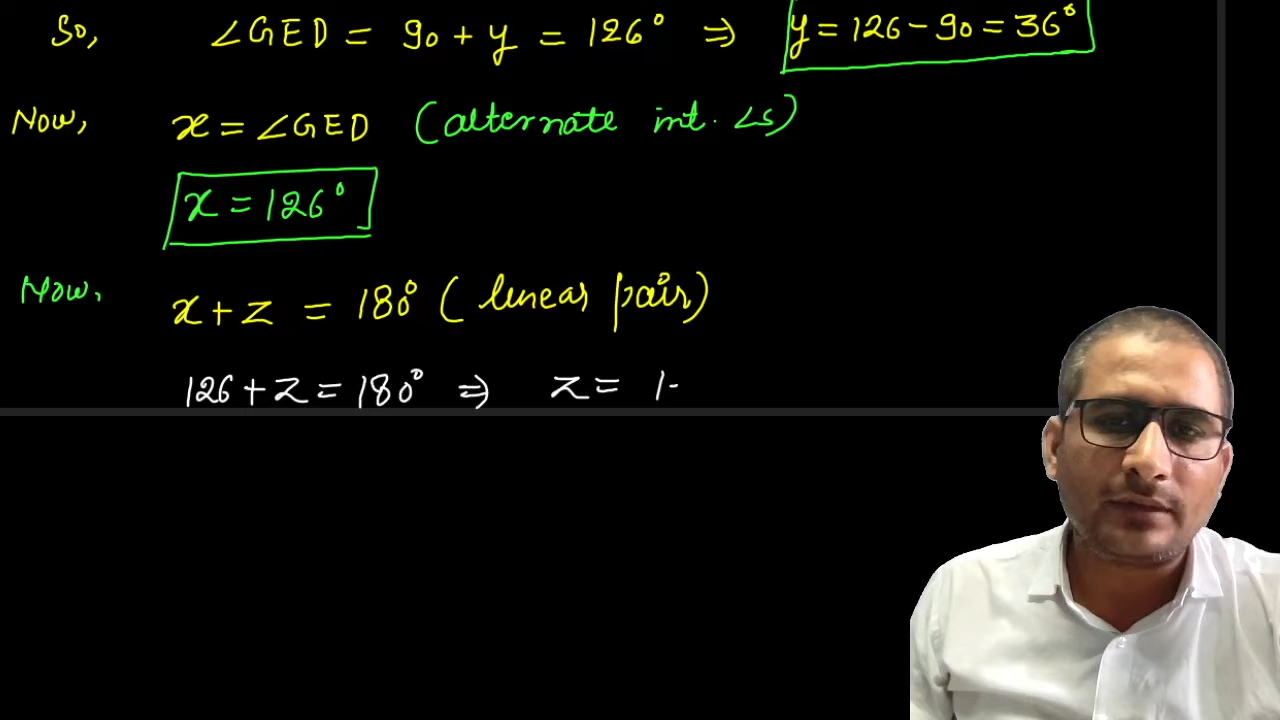 So, ∠GED = 90 + y = 126° ⇒ y = 126 - 90 = 36°
Now, x = ∠GED (alternate int. ∠s)
x = 126°
Now, x + z = 180° (linear pair)
126 + z = 180° ⇒ z = 1-